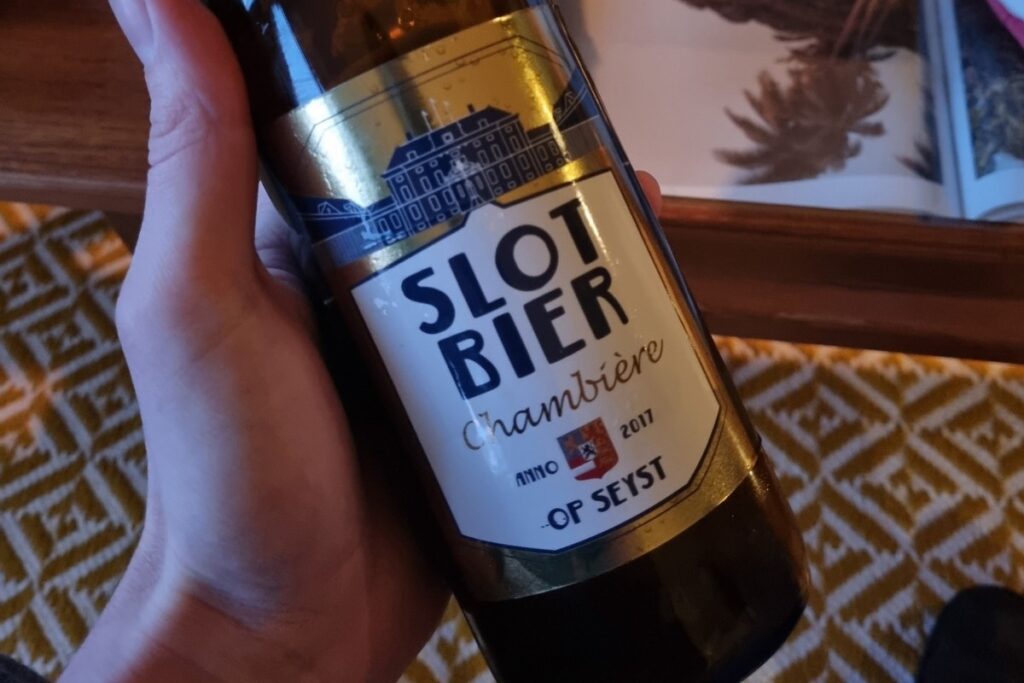 SLOT
BIER
Chambière
ANNO 2017
OP SEYST